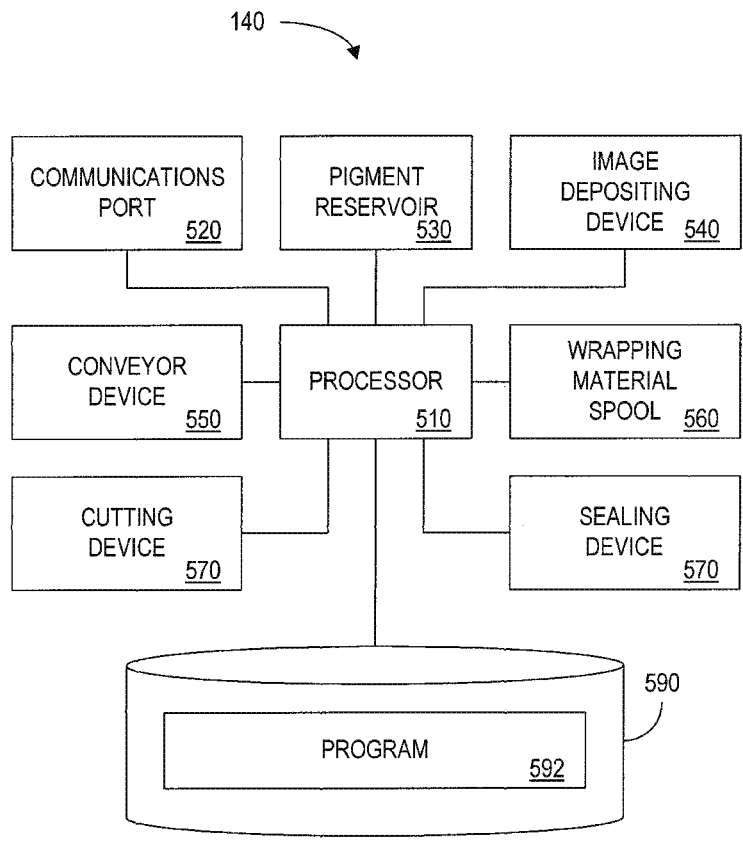 140
COMMUNICATIONS
PORT
520
PIGMENT
RESERVOIR
530
IMAGE
DEPOSITING
DEVICE
540
CONVEYOR
DEVICE
550
PROCESSOR
510
WRAPPING
MATERIAL
SPOOL
560
CUTTING
DEVICE
570
SEALING
DEVICE
570
590
PROGRAM
592